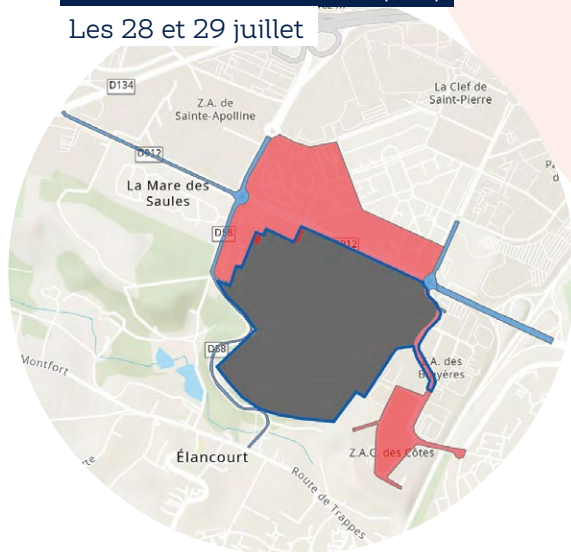 Les 28 et 29 juillet
D134
La Clef de
Saint-Pierre
Z.A. de
Sainte-Apolline
D912
La Mare des
Saules
D58
D912
D58
Montfort
Z.A. des
Bruyères
Élancourt
Z.A.C. des Côtes
Route de Trappes